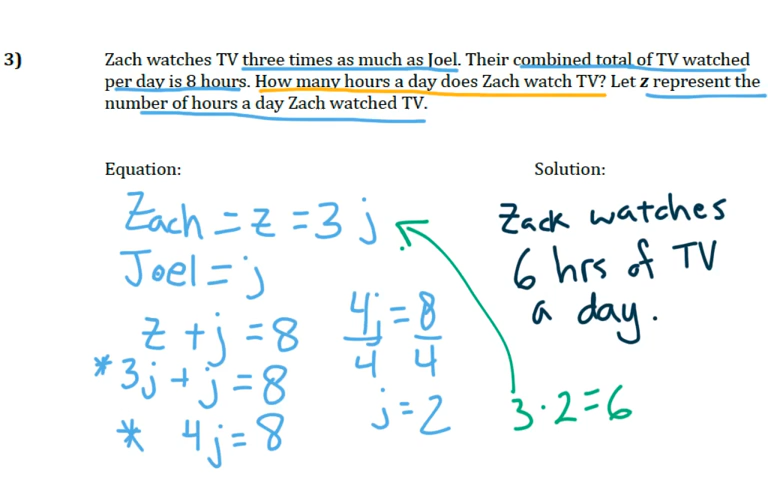 3) Zach watches TV three times as much as Joel. Their combined total of TV watched
per day is 8 hours. How many hours a day does Zach watch TV? Let z represent the
number of hours a day Zach watched TV.
Equation:
Zach = z = 3j
Joel = j
z + j = 8
* 3j + j = 8
* 4j = 8
4j/4 = 8/4
j = 2
Solution:
Zack watches
6 hrs of TV
a day.
3 · 2 = 6